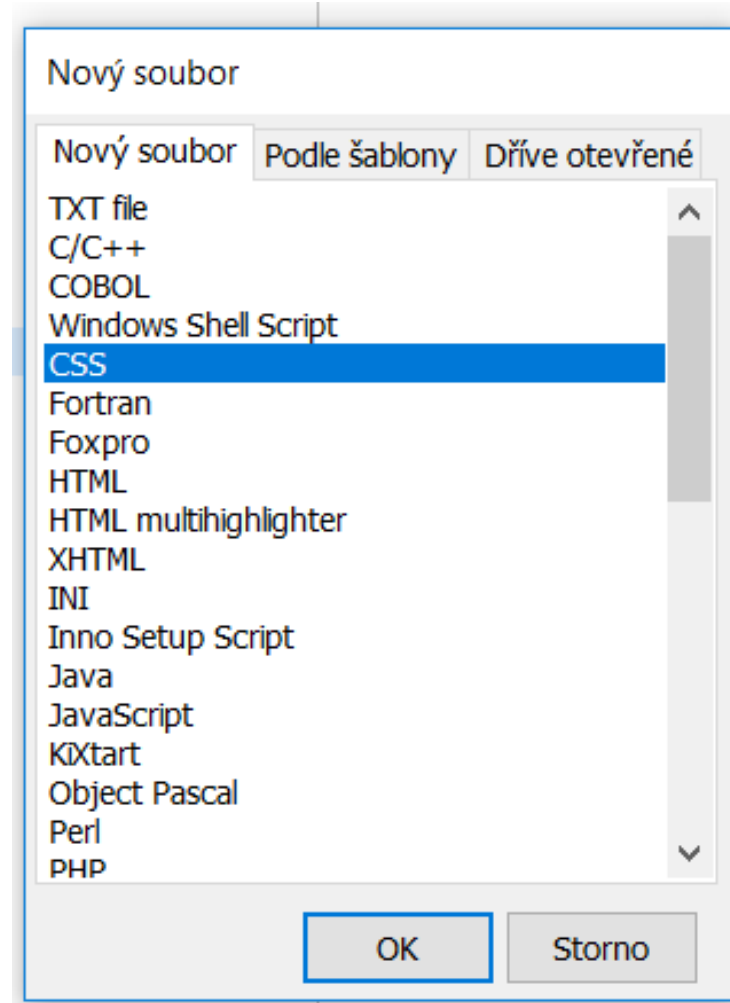 Nový soubor
Nový soubor Podle šablony Dříve otevřené
TXT file
C/C++
COBOL
Windows Shell Script
CSS
Fortran
Foxpro
HTML
HTML multihighlighter
XHTML
INI
Inno Setup Script
Java
JavaScript
KiXtart
Object Pascal
Perl
PHP
OK Storno